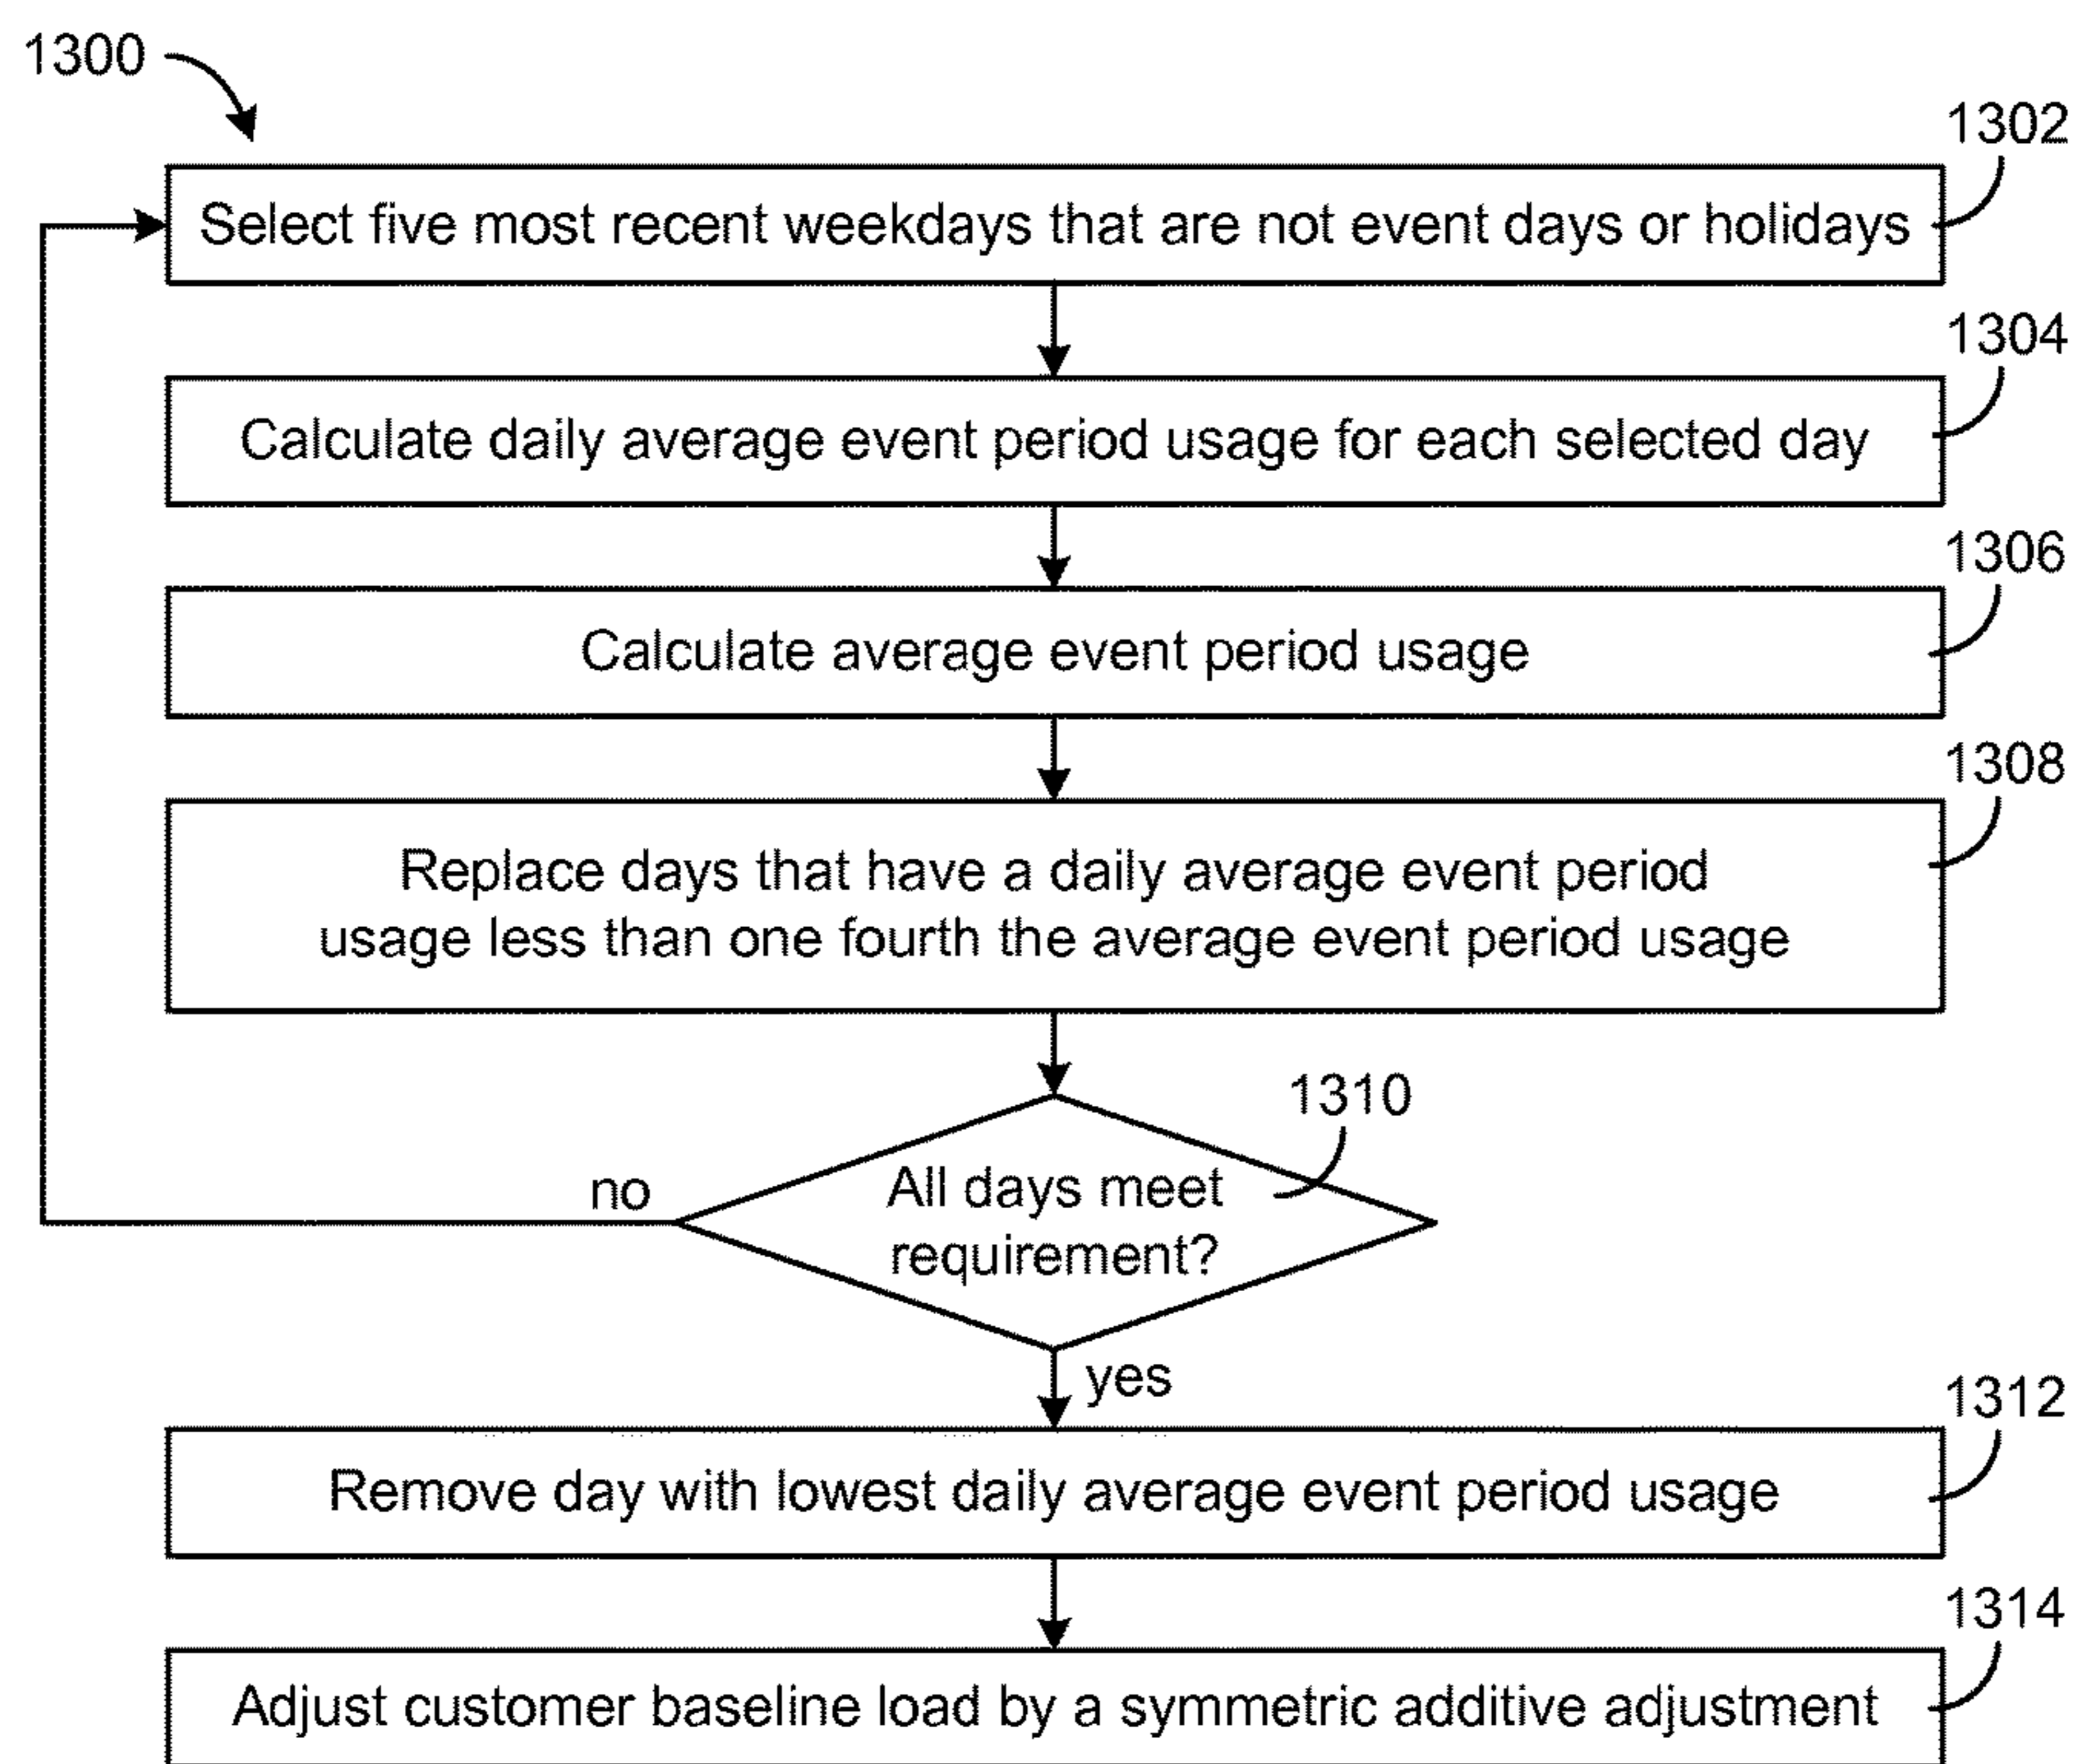 1300
1302
Select five most recent weekdays that are not event days or holidays
1304
Calculate daily average event period usage for each selected day
1306
Calculate average event period usage
1308
Replace days that have a daily average event period
usage less than one fourth the average event period usage
1310
no
All days meet
requirement?
yes
1312
Remove day with lowest daily average event period usage
1314
Adjust customer baseline load by a symmetric additive adjustment